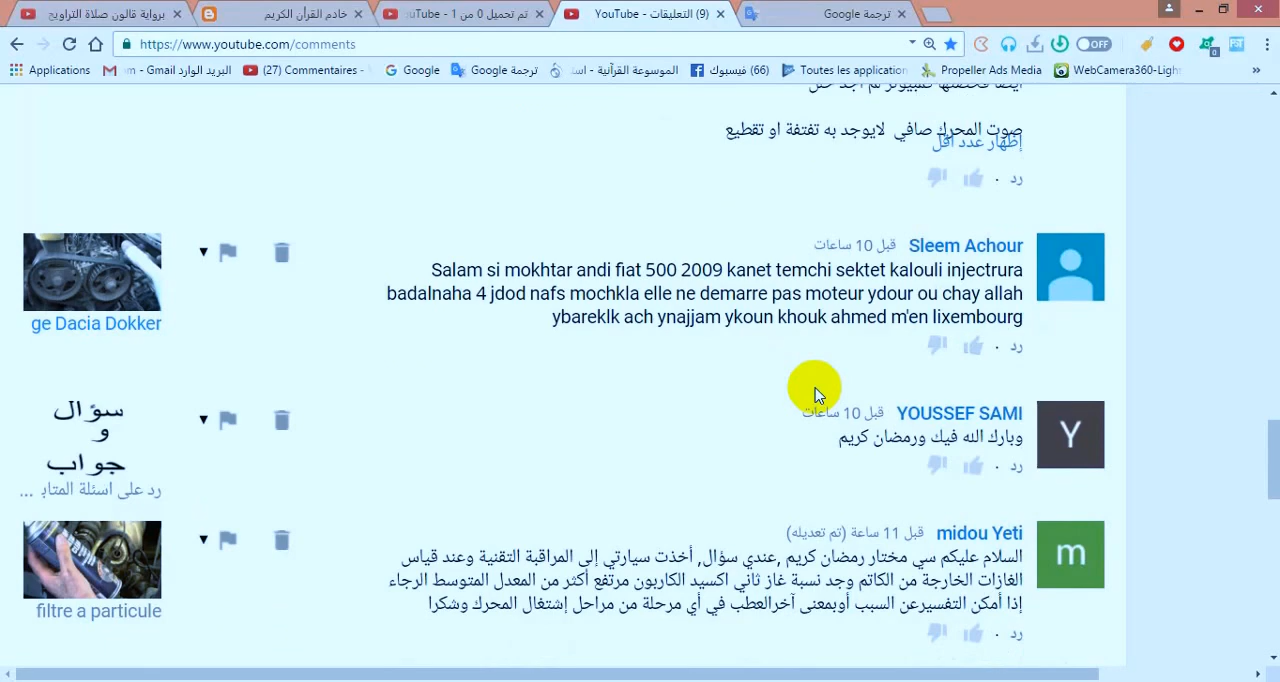 برواية قالون صلاة التراويح
خادم القرآن الكريم
تم تحميل 0 من 1 - uTube
(9) التعليقات - YouTube
ترجمة Google
https://www.youtube.com/comments
OFF
Applications
البريد الوارد - Gmail
(27) Commentaires -
Google
ترجمة Google
الموسوعة القرآنية -
(66) فيسبوك
Toutes les application
Propeller Ads Media
WebCamera360-Ligh
»
صوت المحرك صافي لايوجد به تفتفة او تقطيع
إظهار عدد أقل
رد
Sleem Achour قبل 10 ساعات
Salam si mokhtar andi fiat 500 2009 kanet temchi sektet kalouli injectrura
badalnaha 4 jdod nafs mochkla elle ne demarre pas moteur ydour ou chay allah
ybareklk ach ynajjam ykoun khouk ahmed m'en lixembourg
رد
ge Dacia Dokker
YOUSSEF SAMI قبل 10 ساعات
وبارك الله فيك ورمضان كريم
رد
سؤال
و
جواب
رد على اسئلة المتاب ...
midou Yeti قبل 11 ساعة (تم تعديله)
السلام عليكم سي مختار رمضان كريم ,عندي سؤال, أخذت سيارتي إلى المراقبة التقنية وعند قياس
الغازات الخارجة من الكاتم وجد نسبة غاز ثاني اكسيد الكاربون مرتفع أكثر من المعدل المتوسط الرجاء
إذا أمكن التفسيرعن السبب أوبمعنى آخرالعطب في أي مرحلة من مراحل إشتغال المحرك وشكرا
رد
filtre a particule